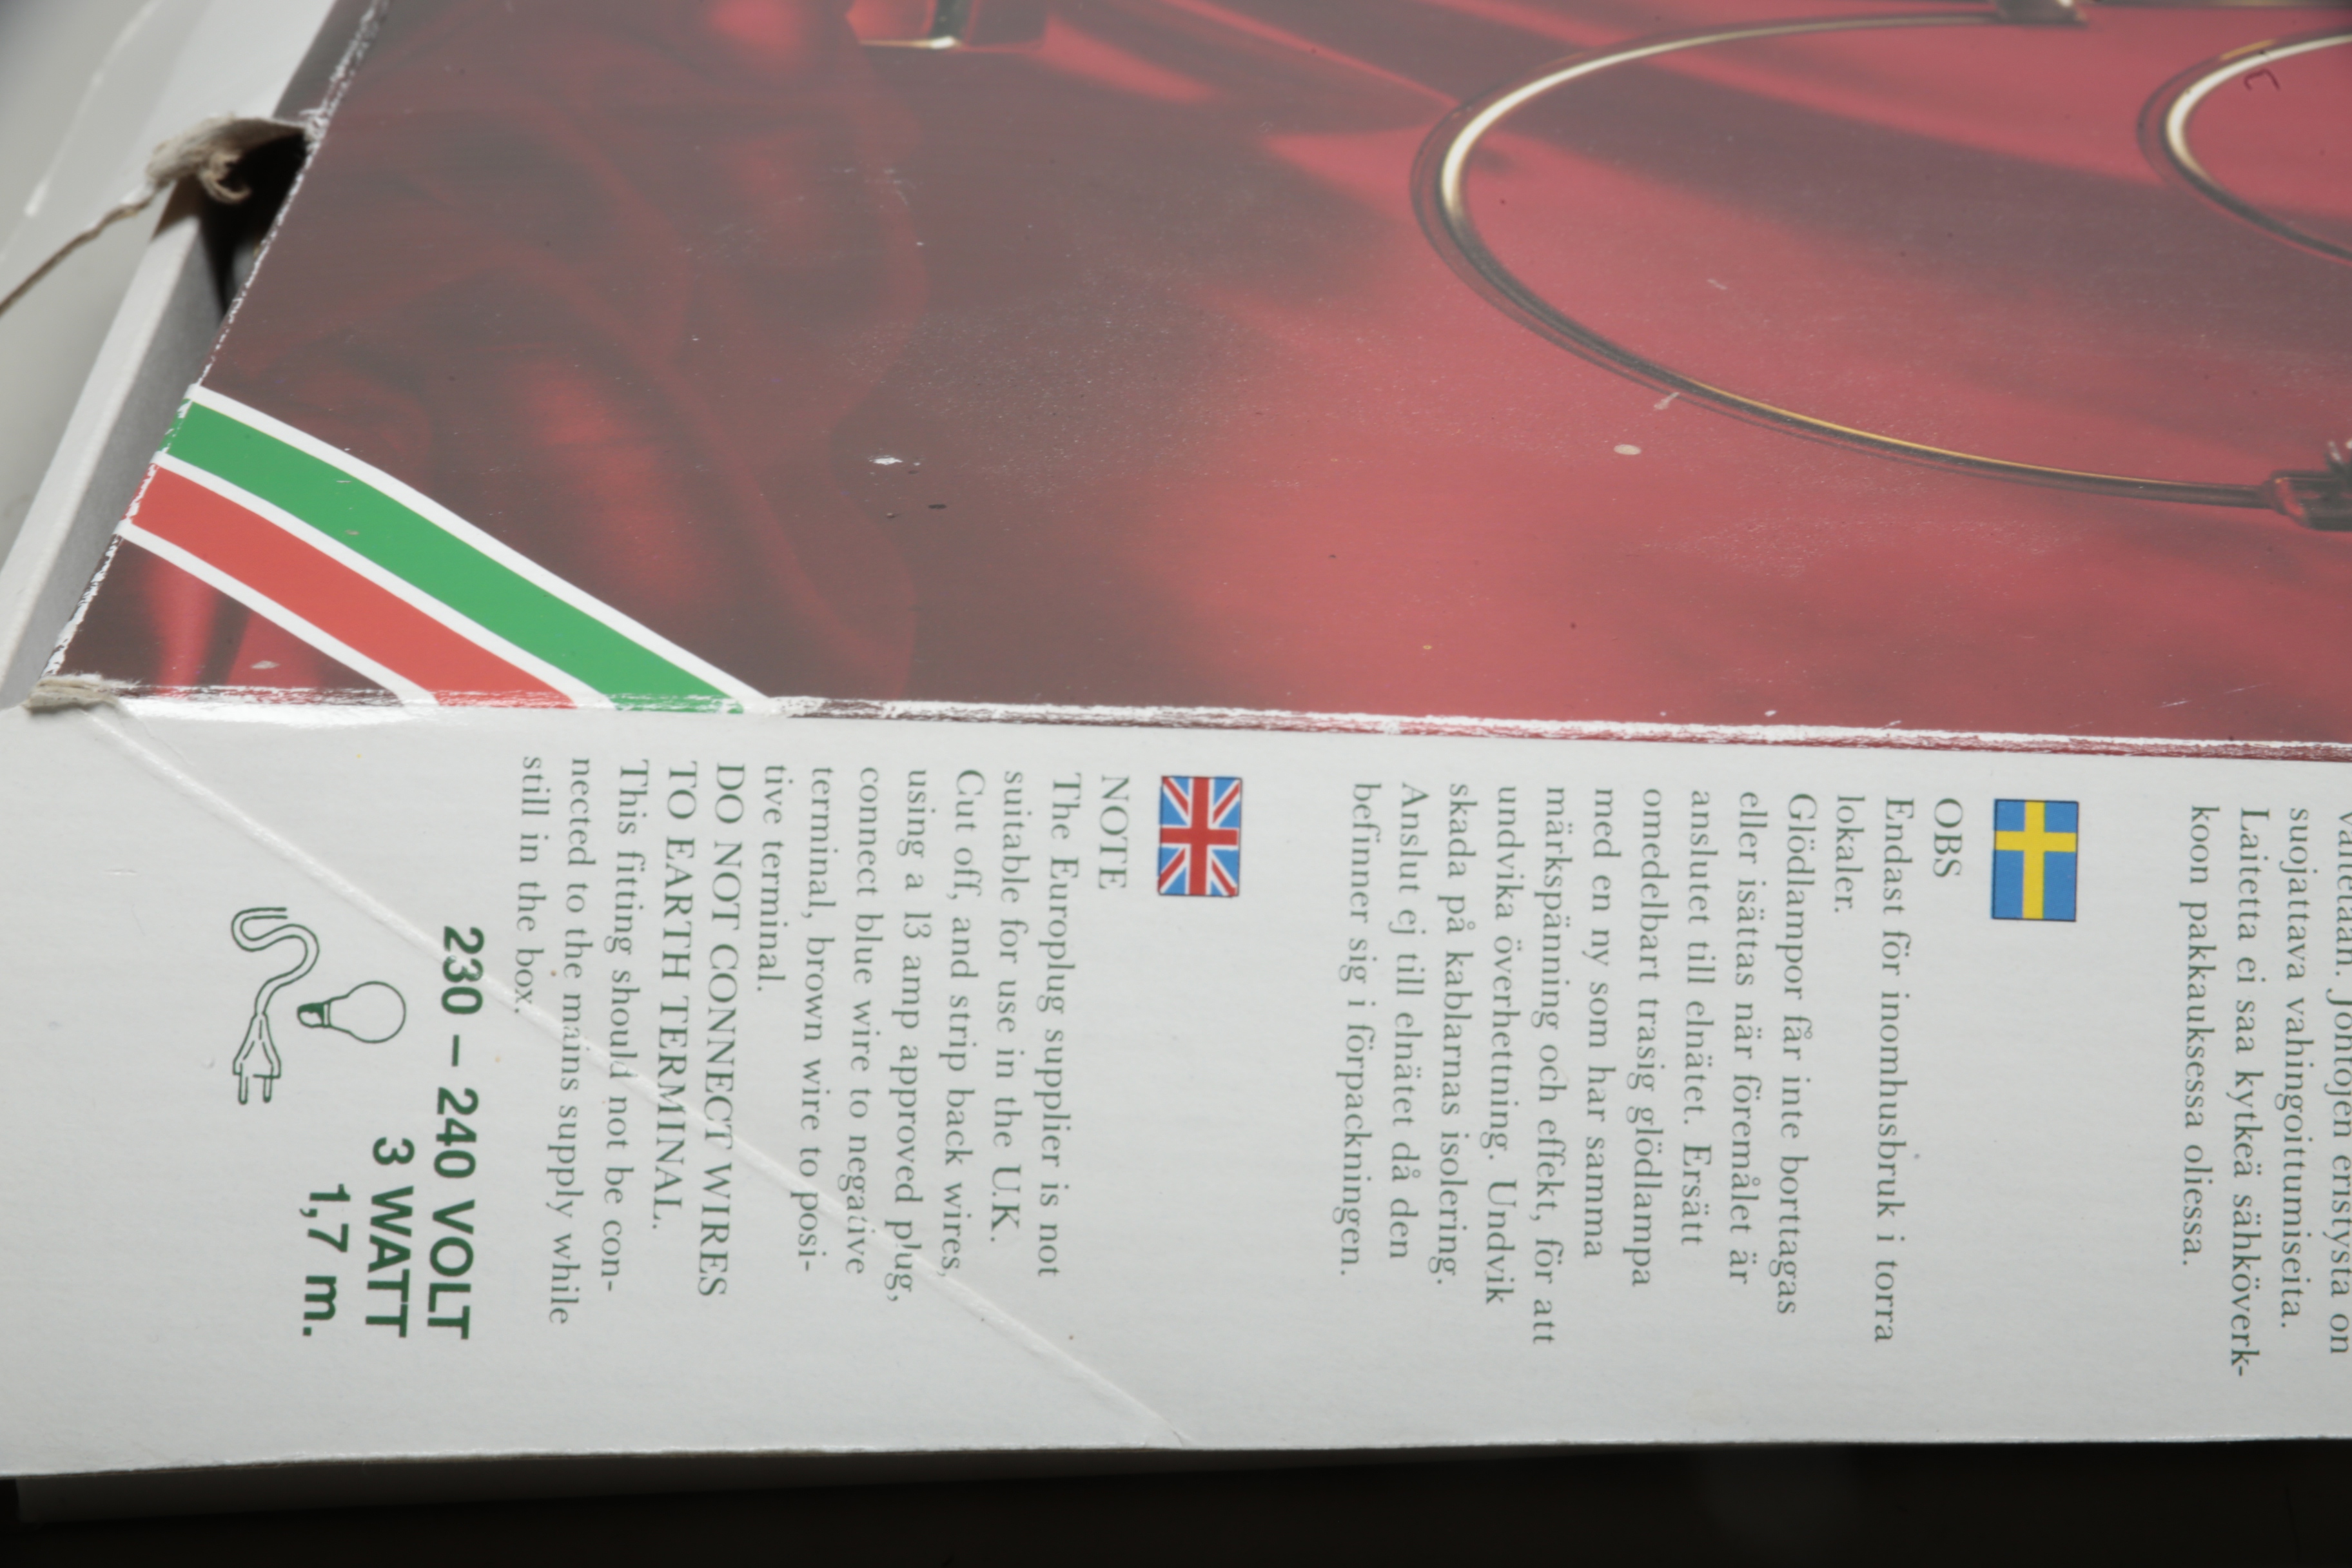 suojattava vahingoittumiseita.
Laitetta ei saa kytkeä sähköverk-
koon pakkauksessa oliessa.
OBS
Endast för inomhusbruk i torra
lokaler.
Glödlampor får inte borttagas
eller isättas när föremålet är
anslutet till elnätet. Ersätt
omedelbart trasig glödlampa
med en ny som har samma
märkspänning och effekt, för att
undvika överhettning. Undvik
skada på kablarnas isolering.
Anslut ej till elnätet då den
befinner sig i förpackningen.
NOTE
The Europlug supplier is not
suitable for use in the U.K.
Cut off, and strip back wires,
using a 13 amp approved plug,
connect blue wire to negative
terminal, brown wire to posi-
tive terminal.
DO NOT CONNECT WIRES
TO EARTH TERMINAL.
This fitting should not be con-
nected to the mains supply while
still in the box.
230 – 240 VOLT
3 WATT
1,7 m.